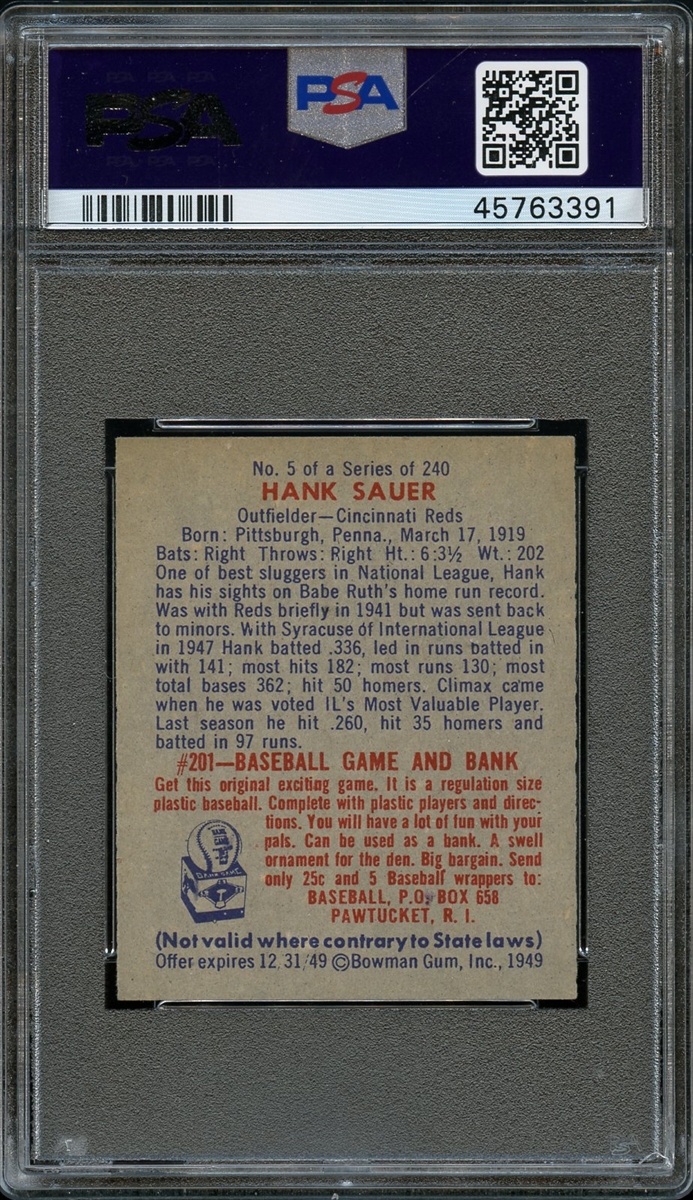 PSA
PSA
45763391
No. 5 of a Series of 240
HANK SAUER
Outfielder—Cincinnati Reds
Born: Pittsburgh, Penna., March 17, 1919
Bats: Right Throws: Right Ht.: 6:3½ Wt.: 202
One of best sluggers in National League, Hank
has his sights on Babe Ruth's home run record.
Was with Reds briefly in 1941 but was sent back
to minors. With Syracuse of International League
in 1947 Hank batted .336, led in runs batted in
with 141; most hits 182; most runs 130; most
total bases 362; hit 50 homers. Climax came
when he was voted IL's Most Valuable Player.
Last season he hit .260, hit 35 homers and
batted in 97 runs.
#201—BASEBALL GAME AND BANK
Get this original exciting game. It is a regulation size
plastic baseball. Complete with plastic players and direc-
tions. You will have a lot of fun with your
pals. Can be used as a bank. A swell
ornament for the den. Big bargain. Send
only 25c and 5 Baseball wrappers to:
BASEBALL, P.O. BOX 658
PAWTUCKET, R. I.
(Not valid where contrary to State laws)
Offer expires 12/31/49 ©Bowman Gum, Inc., 1949